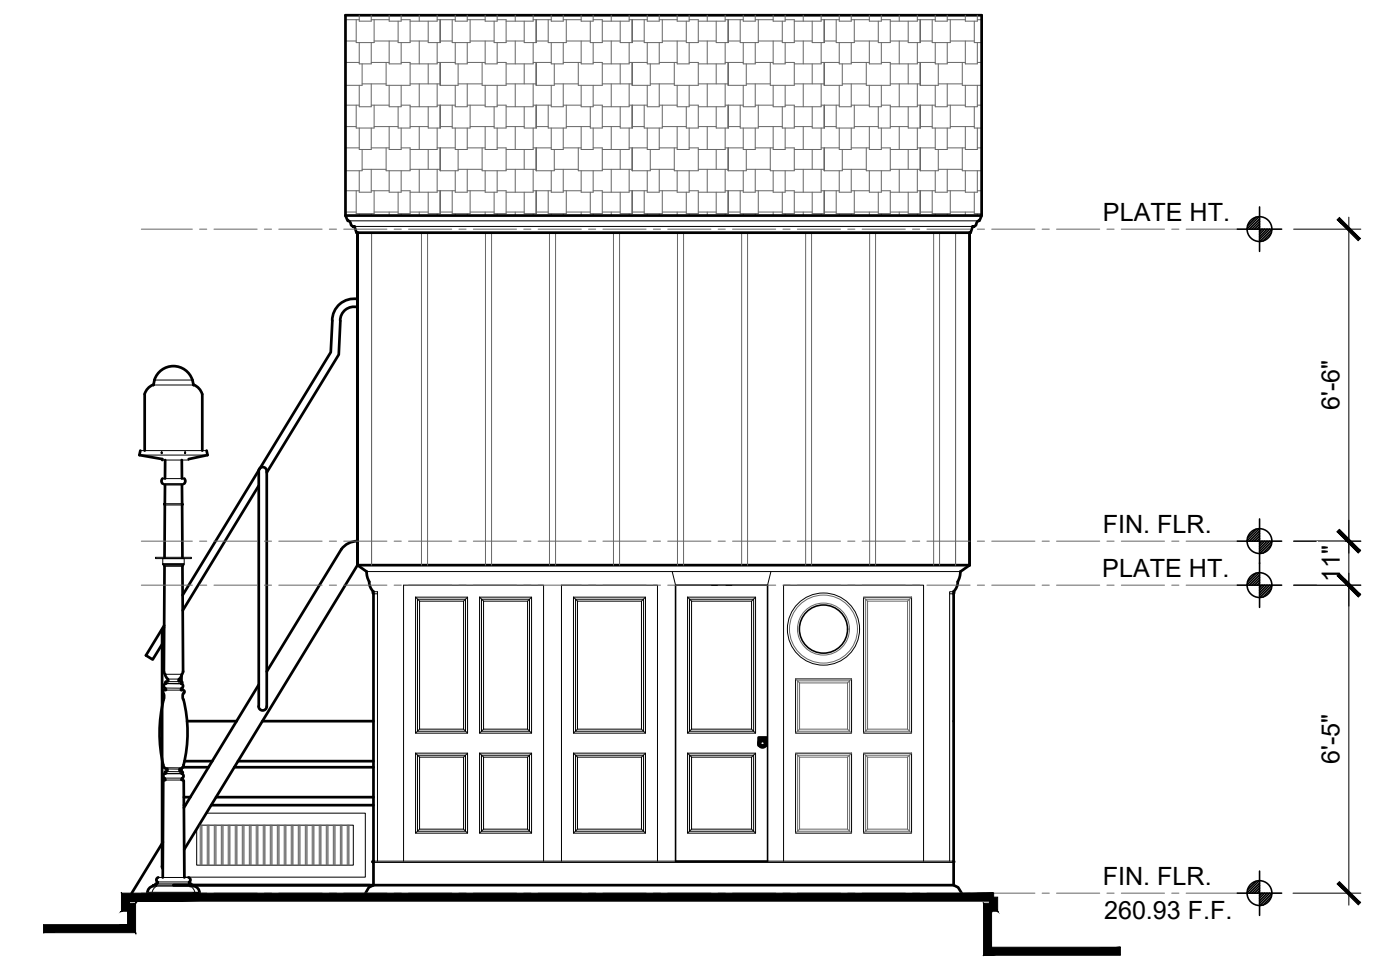 PLATE HT.
6'-6"
FIN. FLR.
11"
PLATE HT.
6'-5"
FIN. FLR.
260.93 F.F.